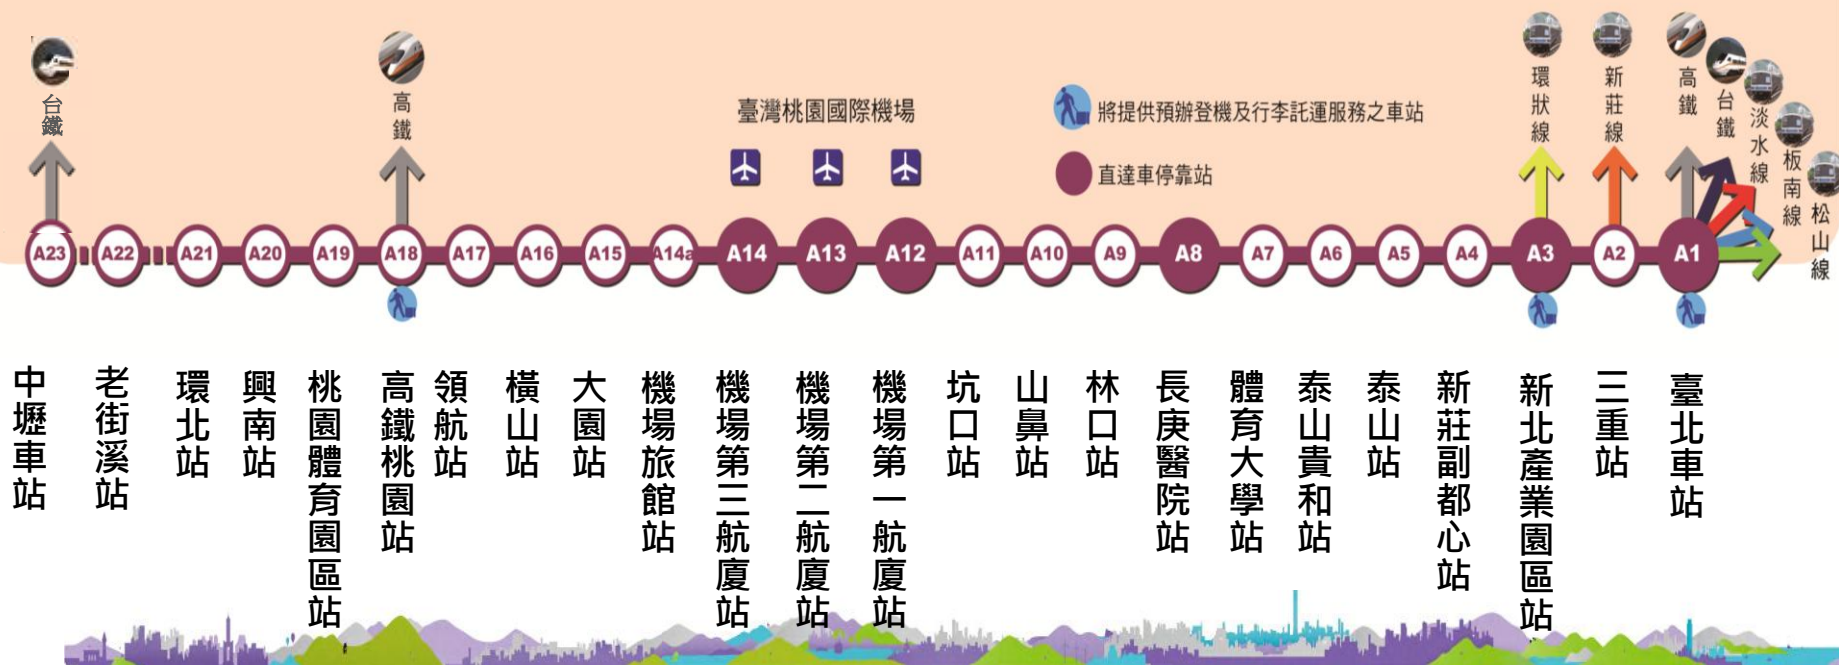 台鐵
高鐵
臺灣桃園國際機場
將提供預辦登機及行李託運服務之車站
直達車停靠站
環狀線
新莊線
高鐵
台鐵
淡水線
板南線
松山線
A23
A22
A21
A20
A19
A18
A17
A16
A15
A14a
A14
A13
A12
A11
A10
A9
A8
A7
A6
A5
A4
A3
A2
A1
中壢車站
老街溪站
環北站
興南站
桃園體育園區站
高鐵桃園站
領航站
橫山站
大園站
機場旅館站
機場第三航廈站
機場第二航廈站
機場第一航廈站
坑口站
山鼻站
林口站
長庚醫院站
體育大學站
泰山貴和站
泰山站
新莊副都心站
新北產業園區站
三重站
臺北車站